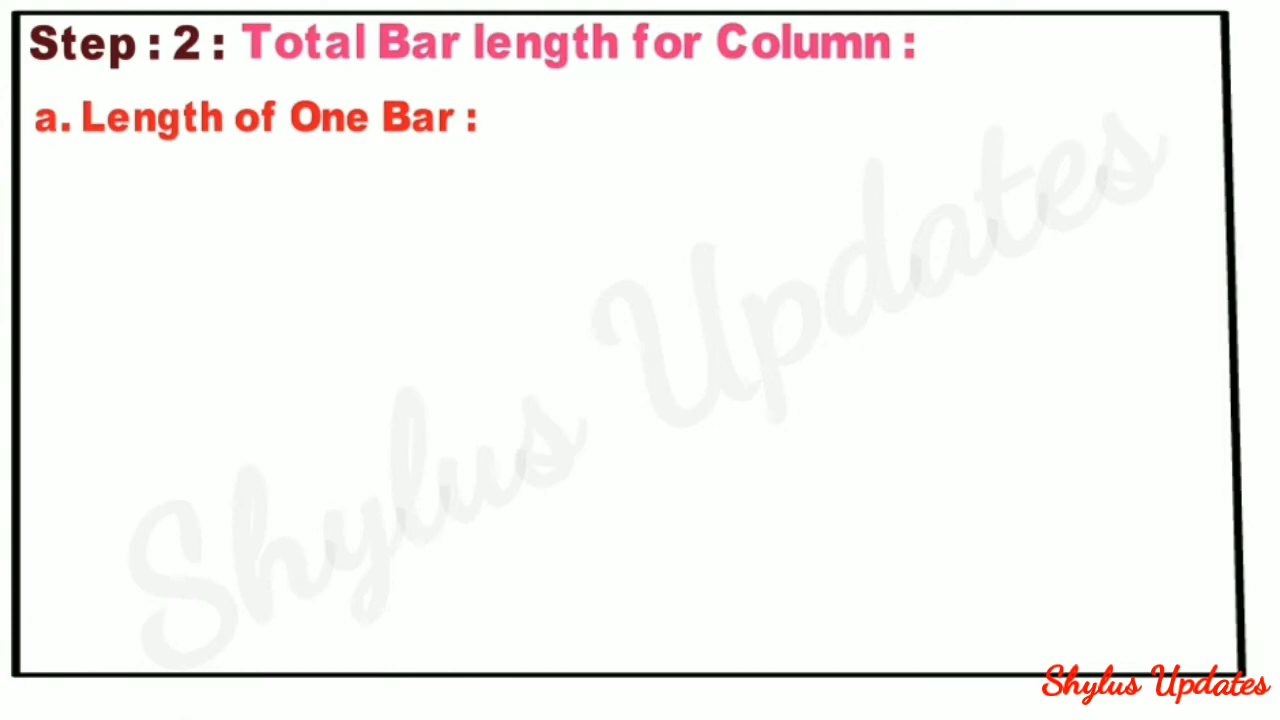 Step : 2 : Total Bar length for Column :
a. Length of One Bar :
Shylus Updates
Shylus Updates